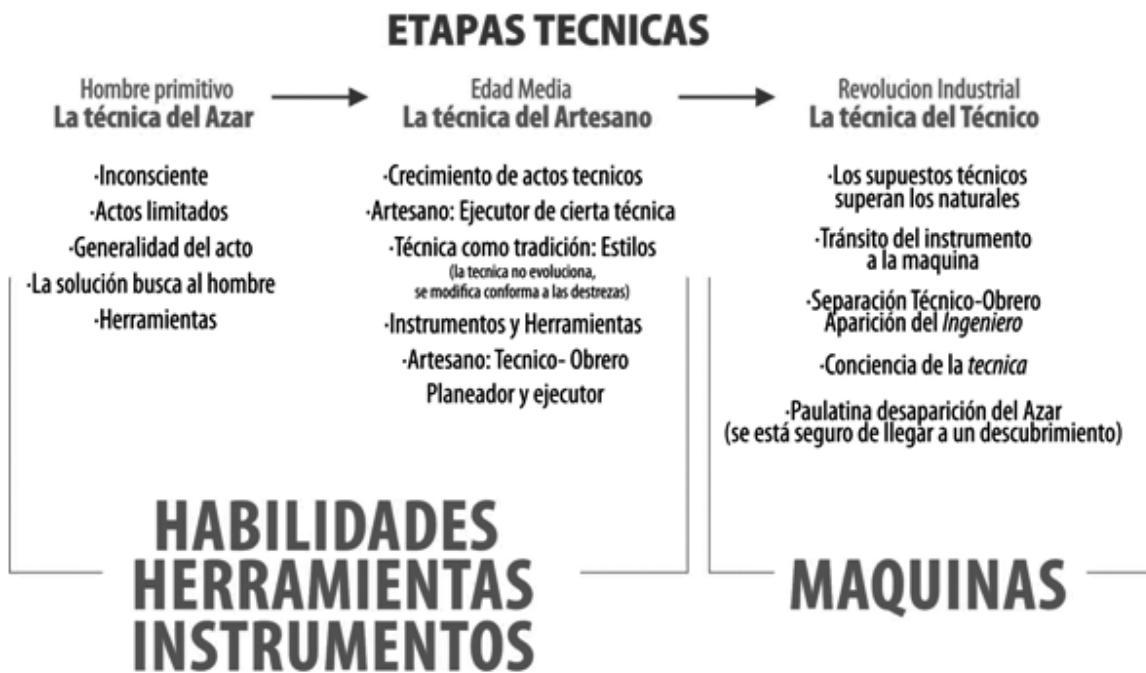 ETAPAS TECNICAS
Hombre primitivo
La técnica del Azar
·Inconsciente
·Actos limitados
·Generalidad del acto
·La solución busca al hombre
·Herramientas
Edad Media
La técnica del Artesano
·Crecimiento de actos tecnicos
·Artesano: Ejecutor de cierta técnica
·Técnica como tradición: Estilos
(la tecnica no evoluciona,
se modifica conforma a las destrezas)
·Instrumentos y Herramientas
·Artesano: Tecnico- Obrero
Planeador y ejecutor
Revolucion Industrial
La técnica del Técnico
·Los supuestos técnicos
superan los naturales
·Tránsito del instrumento
a la maquina
·Separación Técnico-Obrero
Aparición del Ingeniero
·Conciencia de la tecnica
·Paulatina desaparición del Azar
(se está seguro de llegar a un descubrimiento)
HABILIDADES
HERRAMIENTAS
INSTRUMENTOS
MAQUINAS